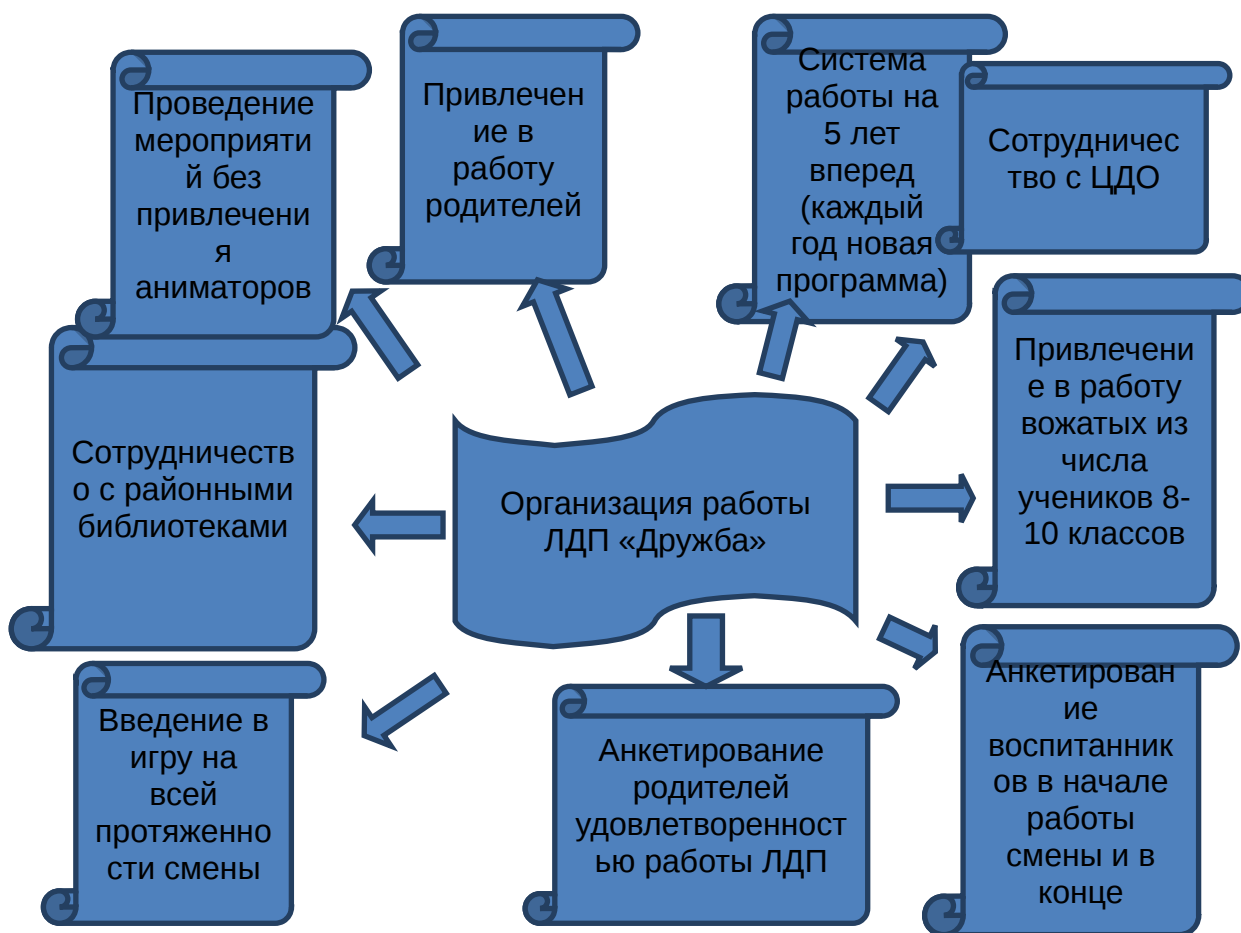 Проведение
мероприяти
й без
привлечени
я
аниматоров
Привлечен
ие в
работу
родителей
Система
работы на
5 лет
вперед
(каждый
год новая
программа)
Сотрудничес
тво с ЦДО
Сотрудничеств
о с районными
библиотеками
Организация работы
ЛДП «Дружба»
Привлечени
е в работу
вожатых из
числа
учеников 8-
10 классов
Введение в
игру на
всей
протяженно
сти смены
Анкетирование
родителей
удовлетворенност
ью работы ЛДП
Анкетирован
ие
воспитанник
ов в начале
работы
смены и в
конце